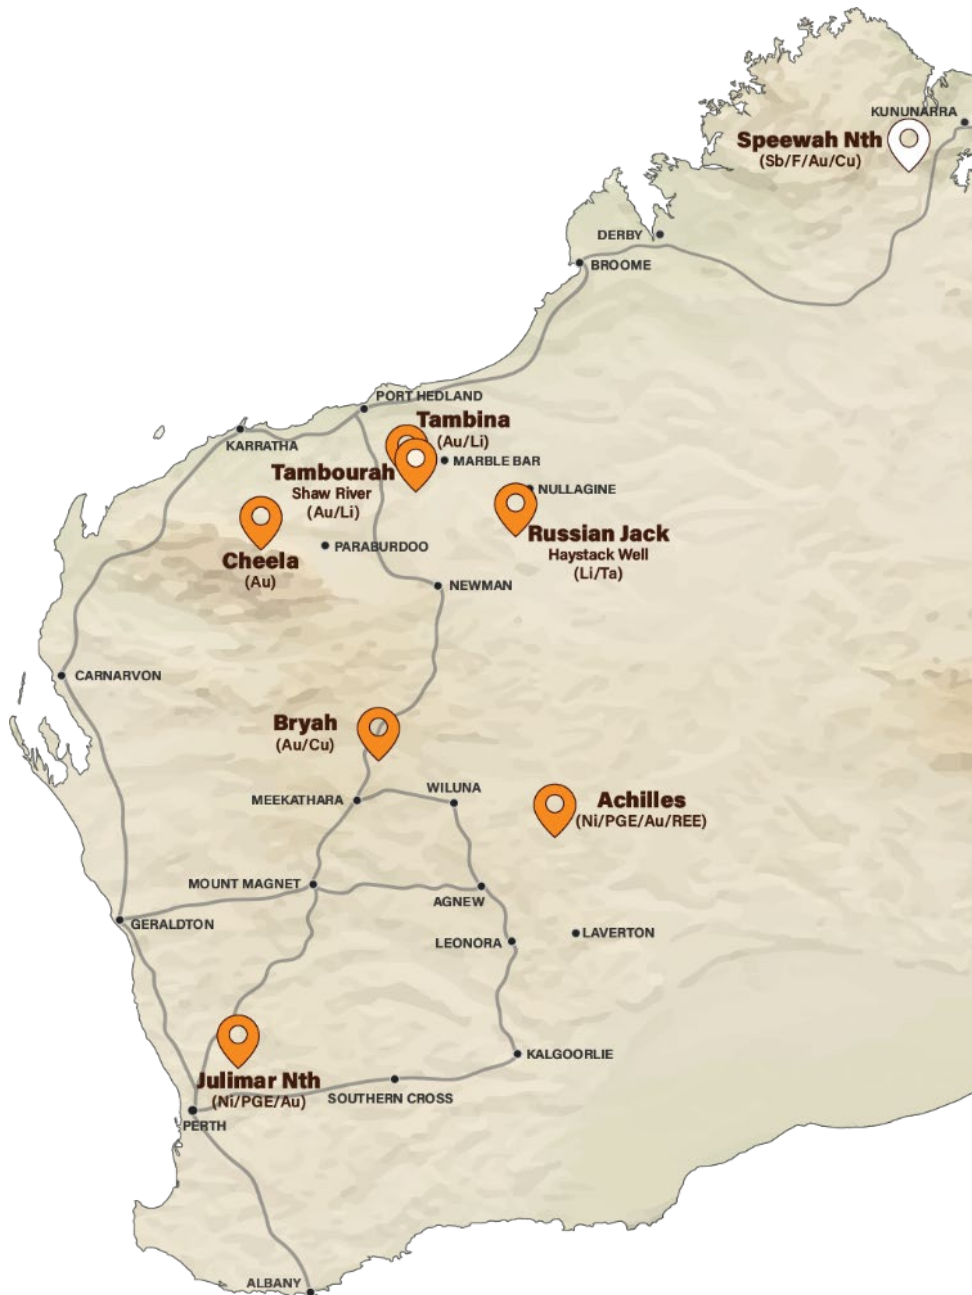 KUNUNARRA
Speewah Nth
(Sb/F/Au/Cu)
DERBY
BROOME
PORT HEDLAND
Tambina
(Au/Li)
KARRATHA
MARBLE BAR
Tambourah
Shaw River
(Au/Li)
NULLAGINE
Russian Jack
Haystack Well
(Li/Ta)
PARABURDOO
Cheela
(Au)
NEWMAN
CARNARVON
Bryah
(Au/Cu)
WILUNA
MEEKATHARA
Achilles
(Ni/PGE/Au/REE)
MOUNT MAGNET
AGNEW
GERALDTON
LEONORA
LAVERTON
KALGOORLIE
Julimar Nth
(Ni/PGE/Au)
SOUTHERN CROSS
PERTH
ALBANY